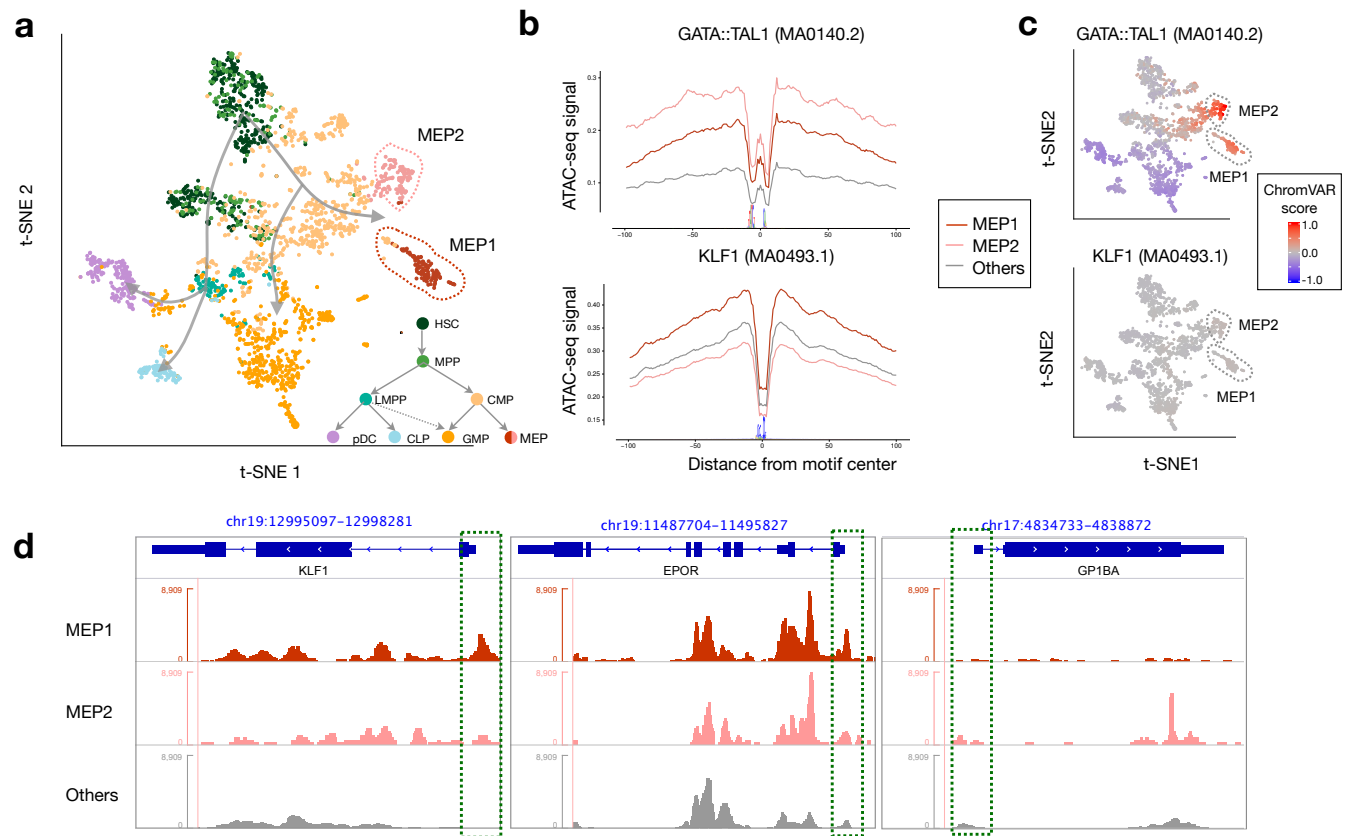 a
t-SNE 2
t-SNE 1
MEP2
MEP1
HSC
MPP
LMPP
CMP
pDC
CLP
GMP
MEP
b
GATA::TAL1 (MA0140.2)
ATAC-seq signal
0.3
0.2
0.1
-100
-50
0
50
100
KLF1 (MA0493.1)
ATAC-seq signal
0.40
0.35
0.30
0.25
0.20
0.15
-100
-50
0
50
100
Distance from motif center
MEP1
MEP2
Others
c
GATA::TAL1 (MA0140.2)
t-SNE2
MEP2
MEP1
ChromVAR
score
1.0
0.0
-1.0
KLF1 (MA0493.1)
t-SNE2
MEP2
MEP1
t-SNE1
d
chr19:12995097-12998281
chr19:11487704-11495827
chr17:4834733-4838872
KLF1
EPOR
GP1BA
MEP1
8,909
0
8,909
0
8,909
0
MEP2
8,909
0
8,909
0
8,909
0
Others
8,909
0
8,909
0
8,909
0